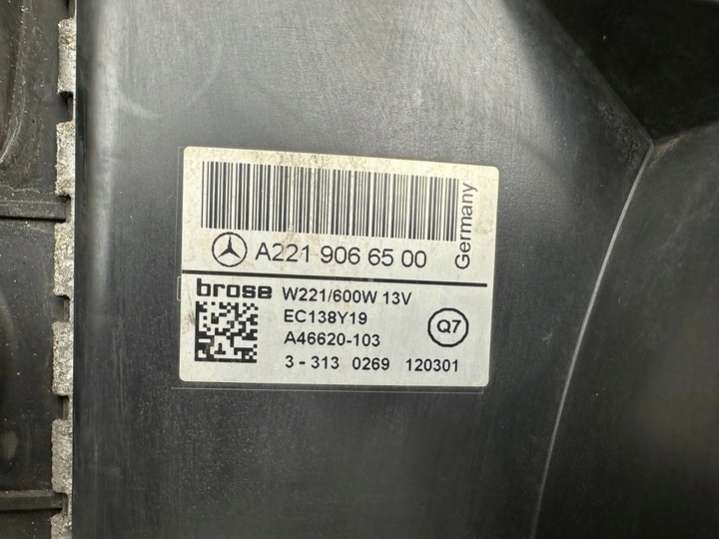 A221 906 65 00
Germany
brose W221/600W 13V
EC138Y19
A46620-103
Q7
3 - 313 0269 120301